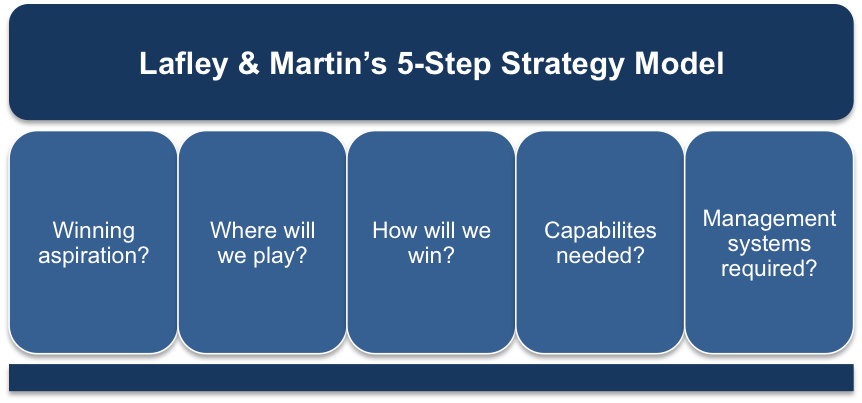 Lafley & Martin’s 5-Step Strategy Model
Winning
aspiration?
Where will
we play?
How will we
win?
Capabilites
needed?
Management
systems
required?